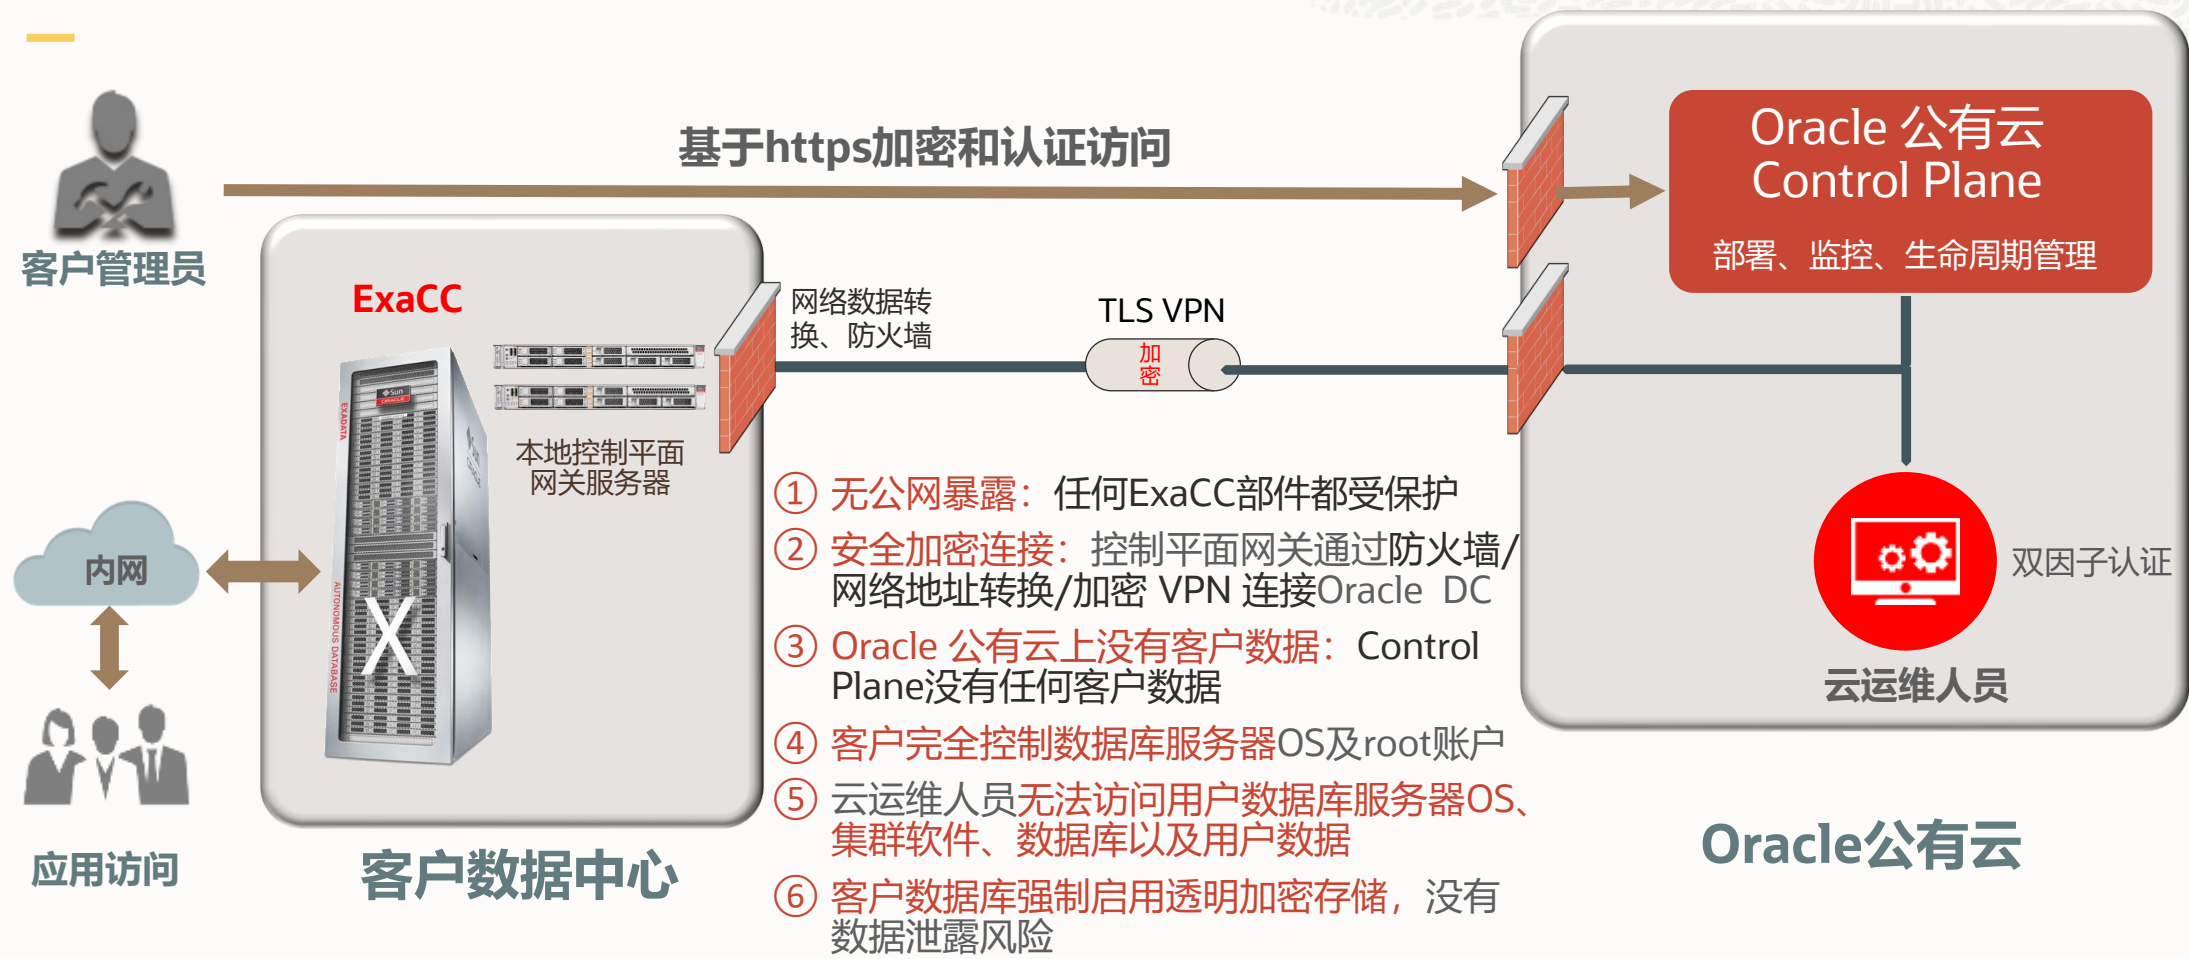 基于https加密和认证访问
Oracle 公有云
Control Plane
部署、监控、生命周期管理
客户管理员
ExaCC
网络数据转
换、防火墙
TLS VPN
加
密
Sun
ORACLE
EXADATA
AUTONOMOUS DATABASE
X
本地控制平面
网关服务器
内网
应用访问
客户数据中心
① 无公网暴露：任何ExaCC部件都受保护
② 安全加密连接：控制平面网关通过防火墙/
网络地址转换/加密 VPN 连接Oracle DC
③ Oracle 公有云上没有客户数据：Control
Plane没有任何客户数据
④ 客户完全控制数据库服务器OS及root账户
⑤ 云运维人员无法访问用户数据库服务器OS、
集群软件、数据库以及用户数据
⑥ 客户数据库强制启用透明加密存储，没有
数据泄露风险
双因子认证
云运维人员
Oracle公有云